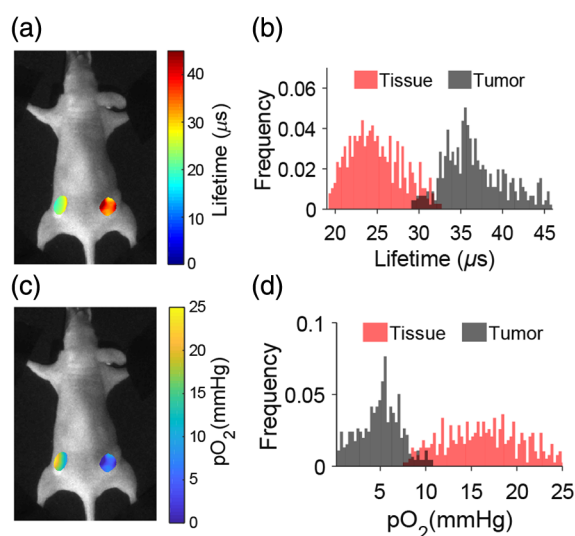 (a)
40
30
20
10
0
Lifetime (μs)
(b)
Tissue Tumor
0.06
0.04
0.02
0
Frequency
20 25 30 35 40 45
Lifetime (μs)
(c)
25
20
15
10
5
0
pO₂(mmHg)
(d)
Tissue Tumor
0.1
0.05
0
Frequency
5 10 15 20 25
pO₂(mmHg)